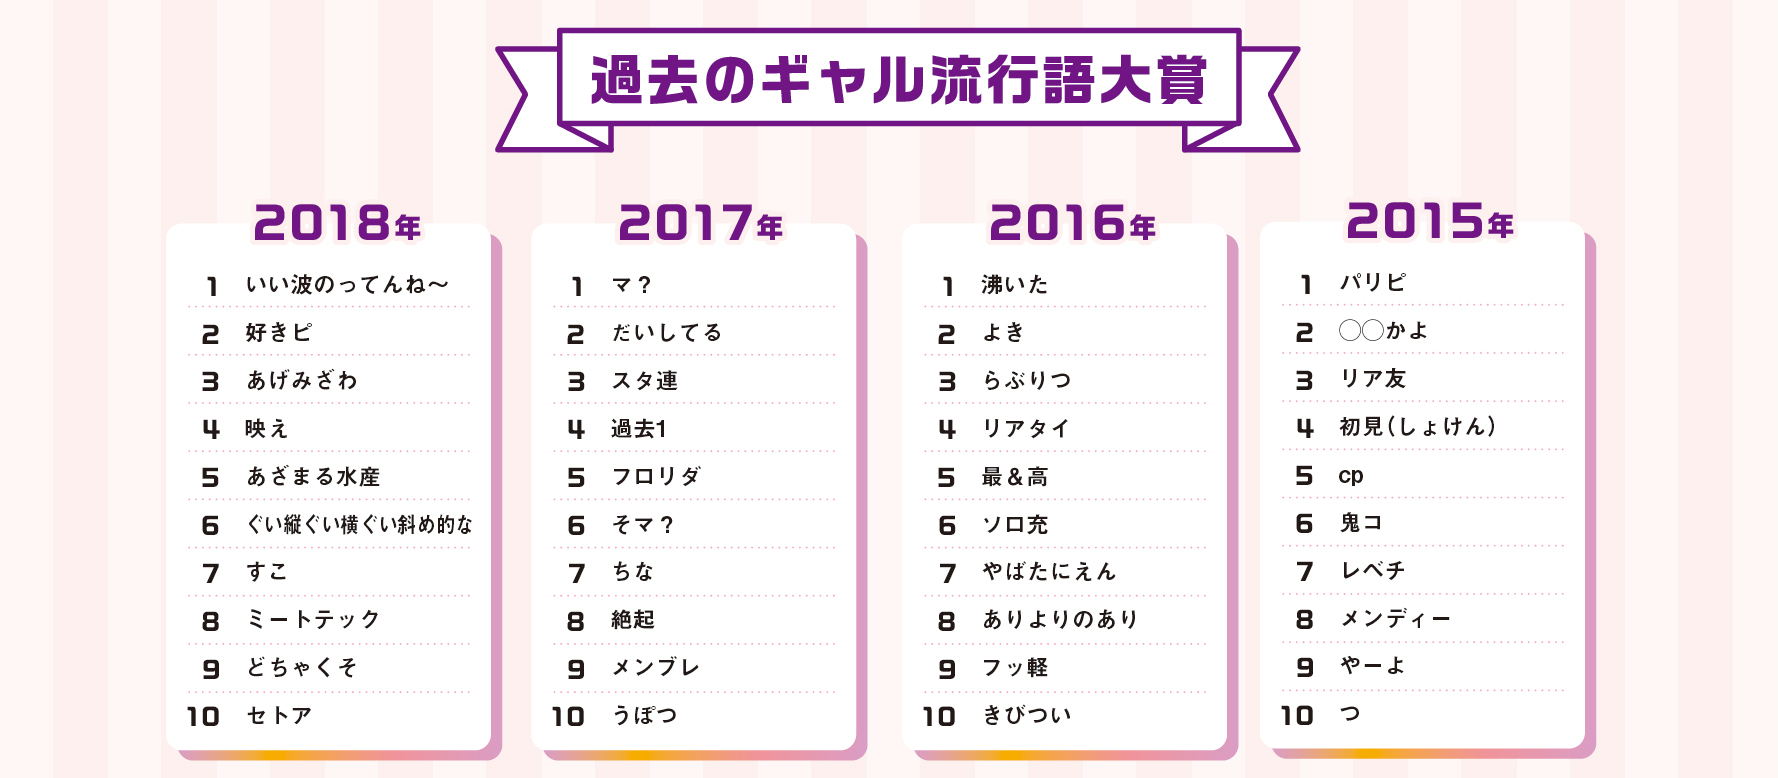 過去のギャル流行語大賞
2018年
1 いい波のってんね〜
2 好きピ
3 あげみざわ
4 映え
5 あざまる水産
6 ぐい縦ぐい横ぐい斜め的な
7 すこ
8 ミートテック
9 どちゃくそ
10 セトア
2017年
1 マ？
2 だいしてる
3 スタ連
4 過去1
5 フロリダ
6 そマ？
7 ちな
8 絶起
9 メンブレ
10 うぽつ
2016年
1 沸いた
2 よき
3 らぶりつ
4 リアタイ
5 最＆高
6 ソロ充
7 やばたにえん
8 ありよりのあり
9 フッ軽
10 きびつい
2015年
1 パリピ
2 ◯◯かよ
3 リア友
4 初見（しょけん）
5 cp
6 鬼コ
7 レベチ
8 メンディー
9 やーよ
10 つ